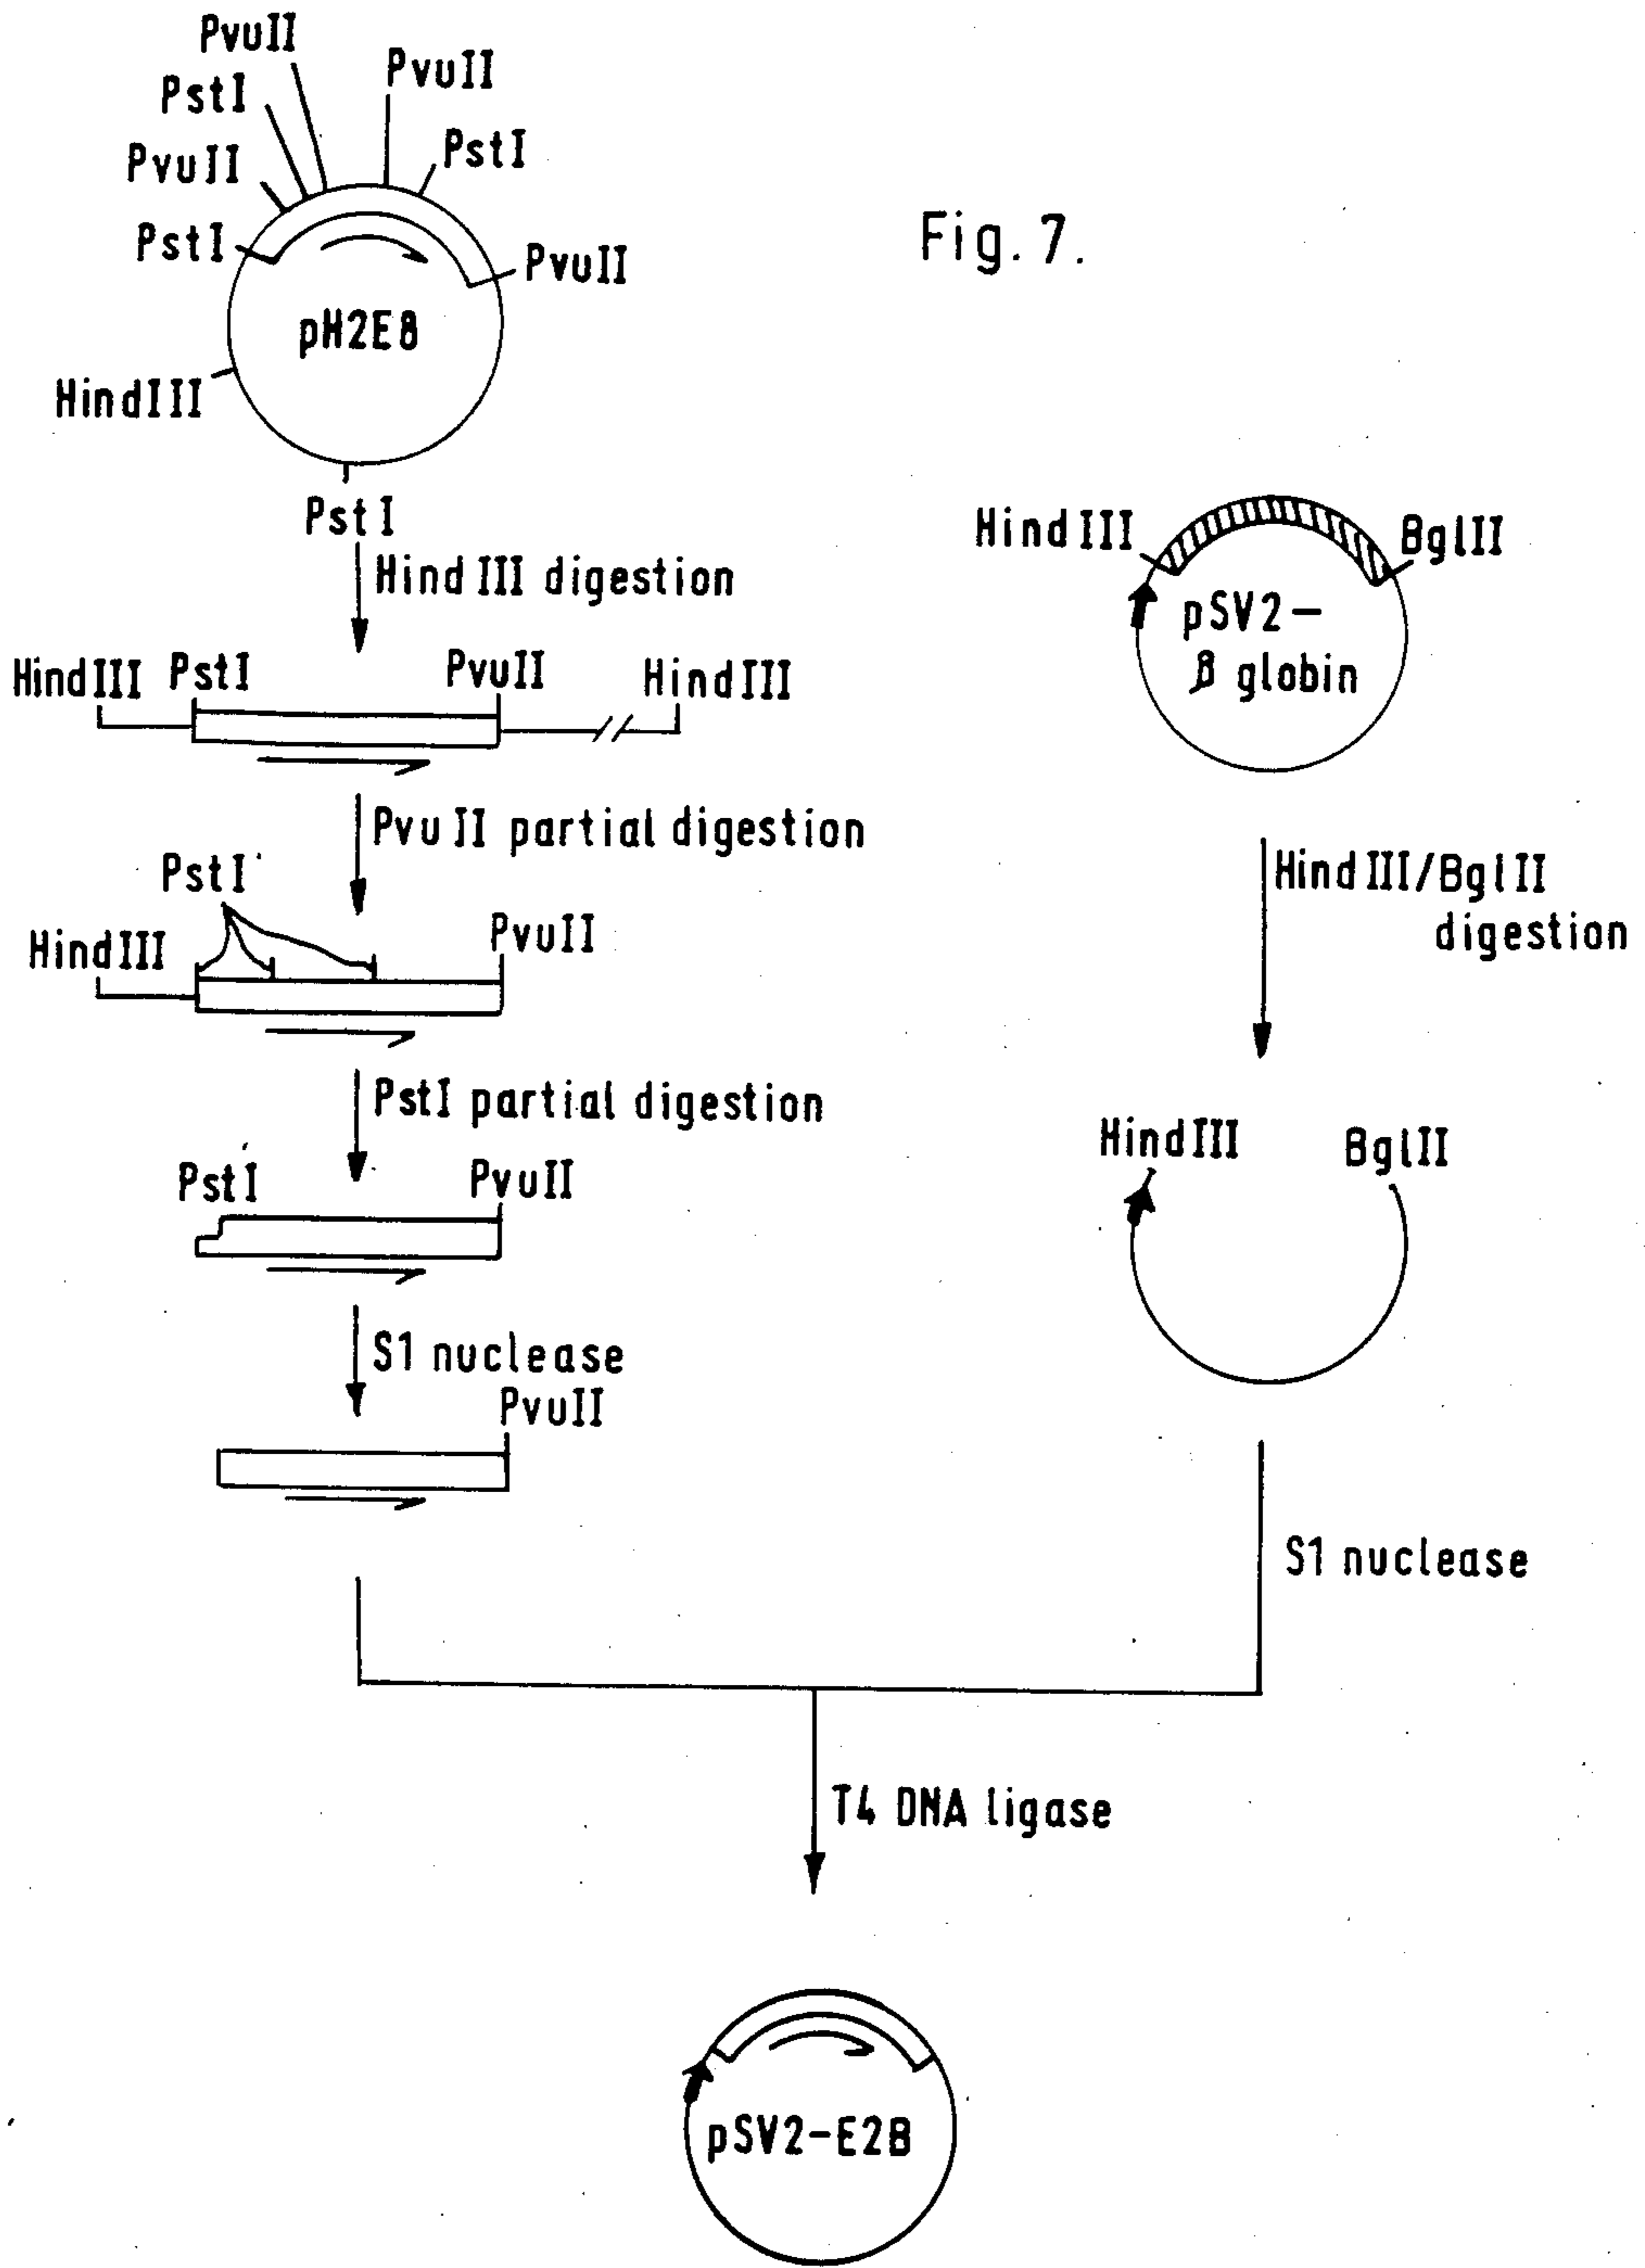 PvuII
PvuII
PstI
PstI
PvuII
PstI
PvuII
Fig. 7.
pH2E8
HindIII
PstI
HindIII digestion
HindIII
BglII
pSV2-
β globin
HindIII
PstI
PvuII
HindIII
PvuII partial digestion
HindIII/BglII
digestion
PstI
HindIII
PvuII
PstI partial digestion
HindIII
BglII
PstI
PvuII
S1 nuclease
PvuII
S1 nuclease
T4 DNA ligase
pSV2-E2B